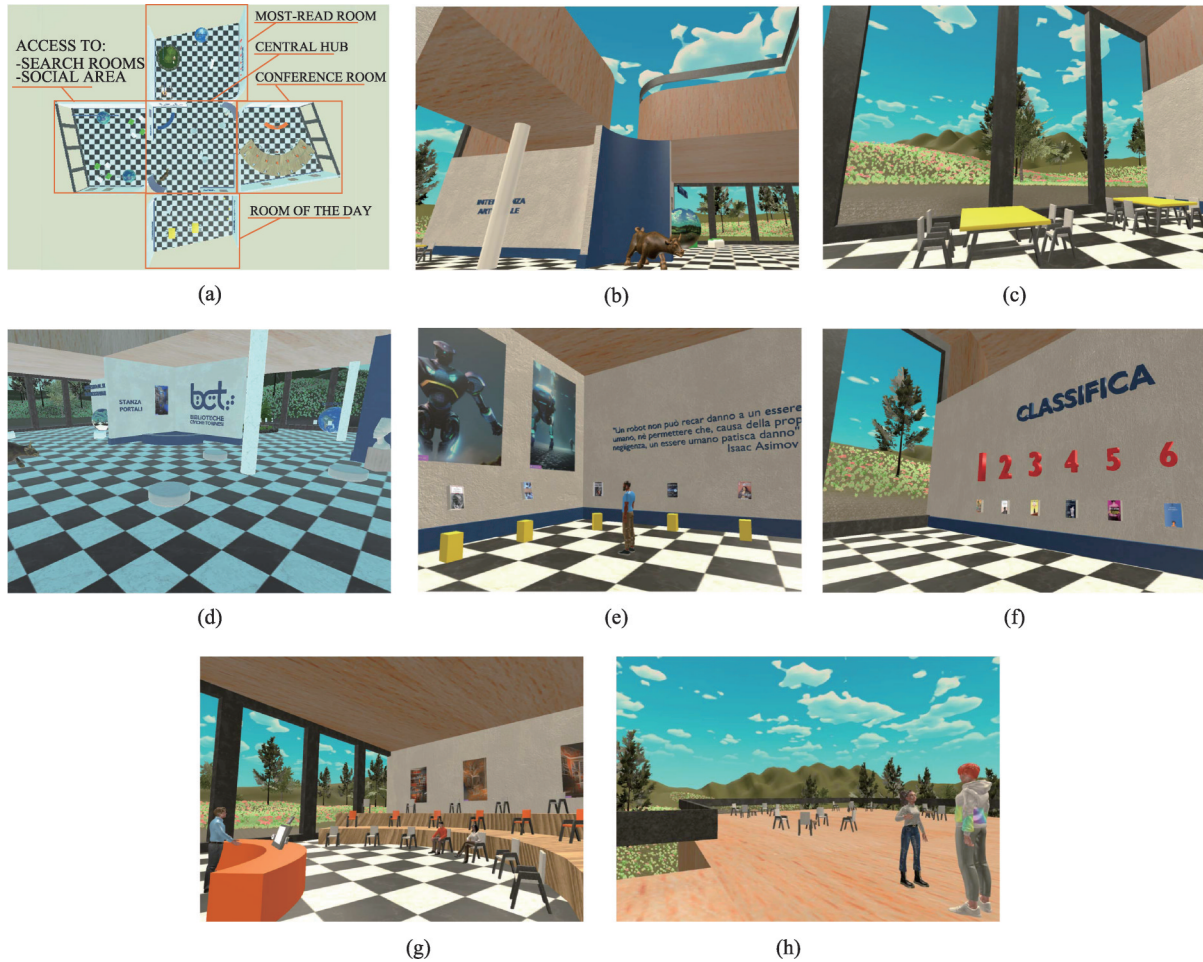 MOST-READ ROOM
CENTRAL HUB
CONFERENCE ROOM
ACCESS TO:
-SEARCH ROOMS
-SOCIAL AREA
ROOM OF THE DAY
(a)
(b)
(c)
STANZA
PORTALI
bct
BIBLIOTECHE
CIVICHE TORINESI
(d)
"Un robot non può recar danno a un essere
umano, né permettere che, causa della prop
negligenza, un essere umano patisca danno"
Isaac Asimov
(e)
CLASSIFICA
1 2 3 4 5 6
(f)
(g)
(h)